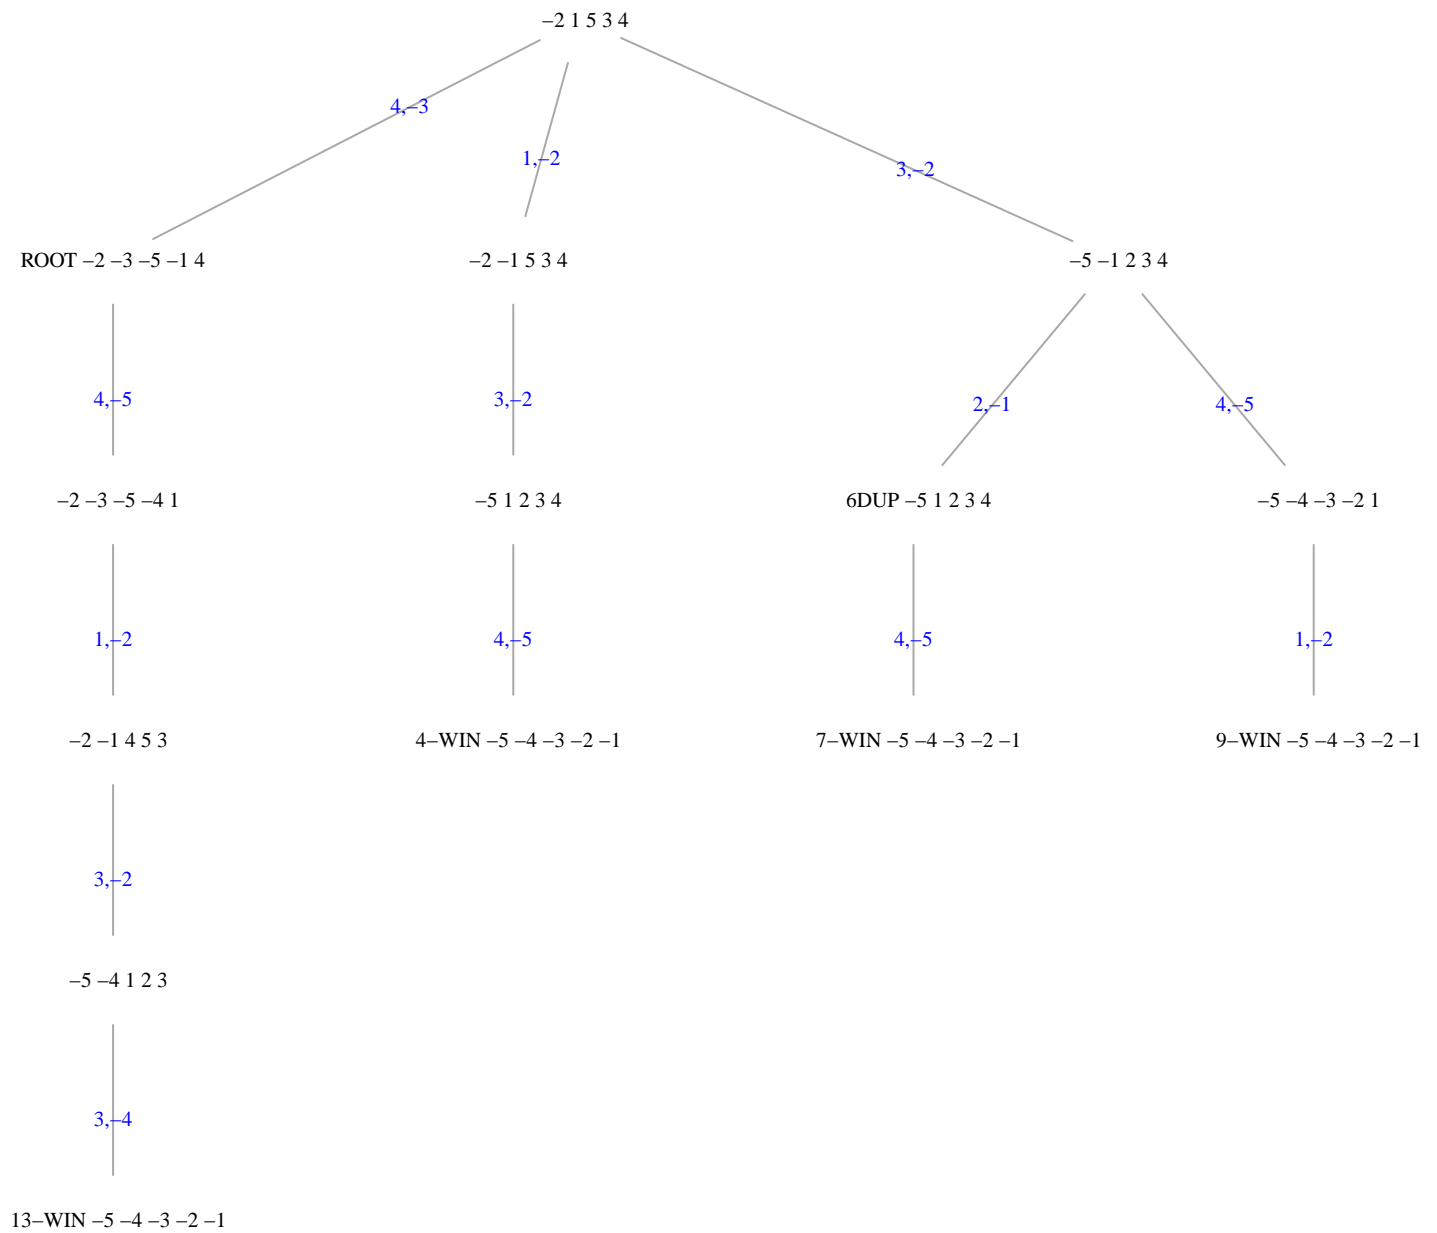 –2 1 5 3 4
4,–3
1,–2
3,–2
ROOT –2 –3 –5 –1 4
–2 –1 5 3 4
–5 –1 2 3 4
4,–5
3,–2
2,–1
4,–5
–2 –3 –5 –4 1
–5 1 2 3 4
6DUP –5 1 2 3 4
–5 –4 –3 –2 1
1,–2
4,–5
4,–5
1,–2
–2 –1 4 5 3
4–WIN –5 –4 –3 –2 –1
7–WIN –5 –4 –3 –2 –1
9–WIN –5 –4 –3 –2 –1
3,–2
–5 –4 1 2 3
3,–4
13–WIN –5 –4 –3 –2 –1